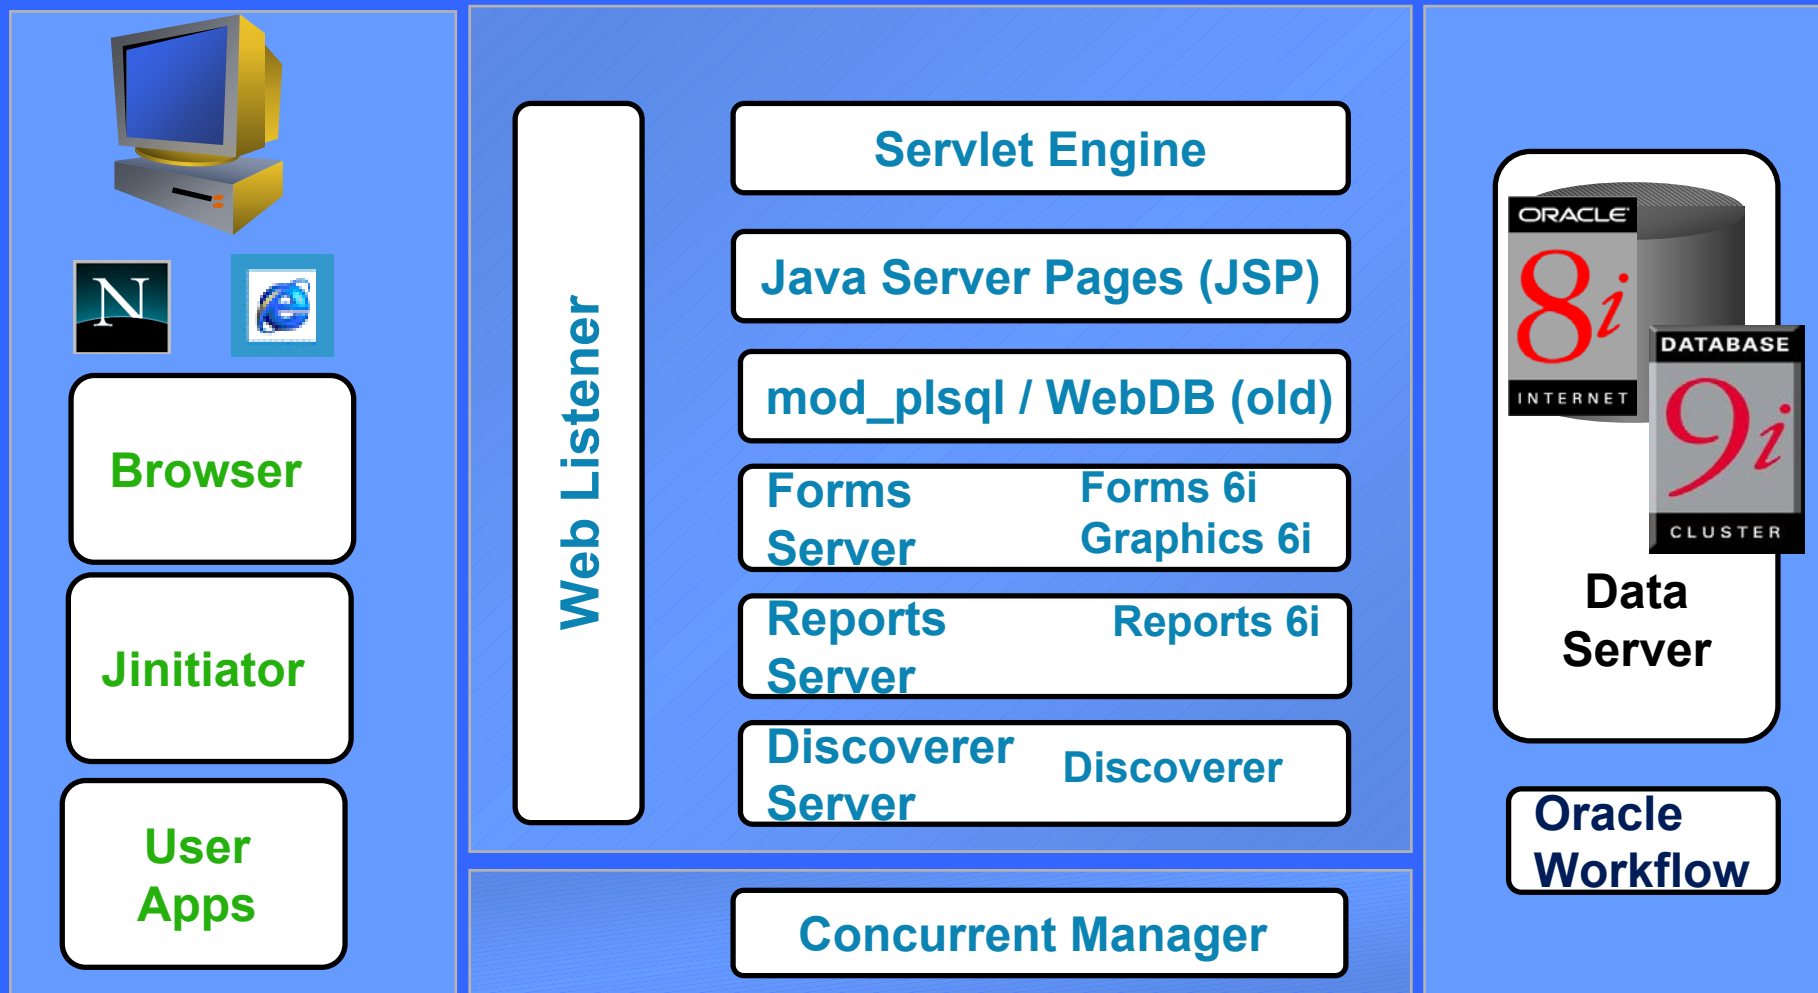 N
Browser
Jinitiator
User
Apps
Web Listener
Servlet Engine
Java Server Pages (JSP)
mod_plsql / WebDB (old)
Forms
Server
Forms 6i
Graphics 6i
Reports
Server
Reports 6i
Discoverer
Server
Discoverer
Concurrent Manager
ORACLE
8i
INTERNET
DATABASE
9i
CLUSTER
Data
Server
Oracle
Workflow